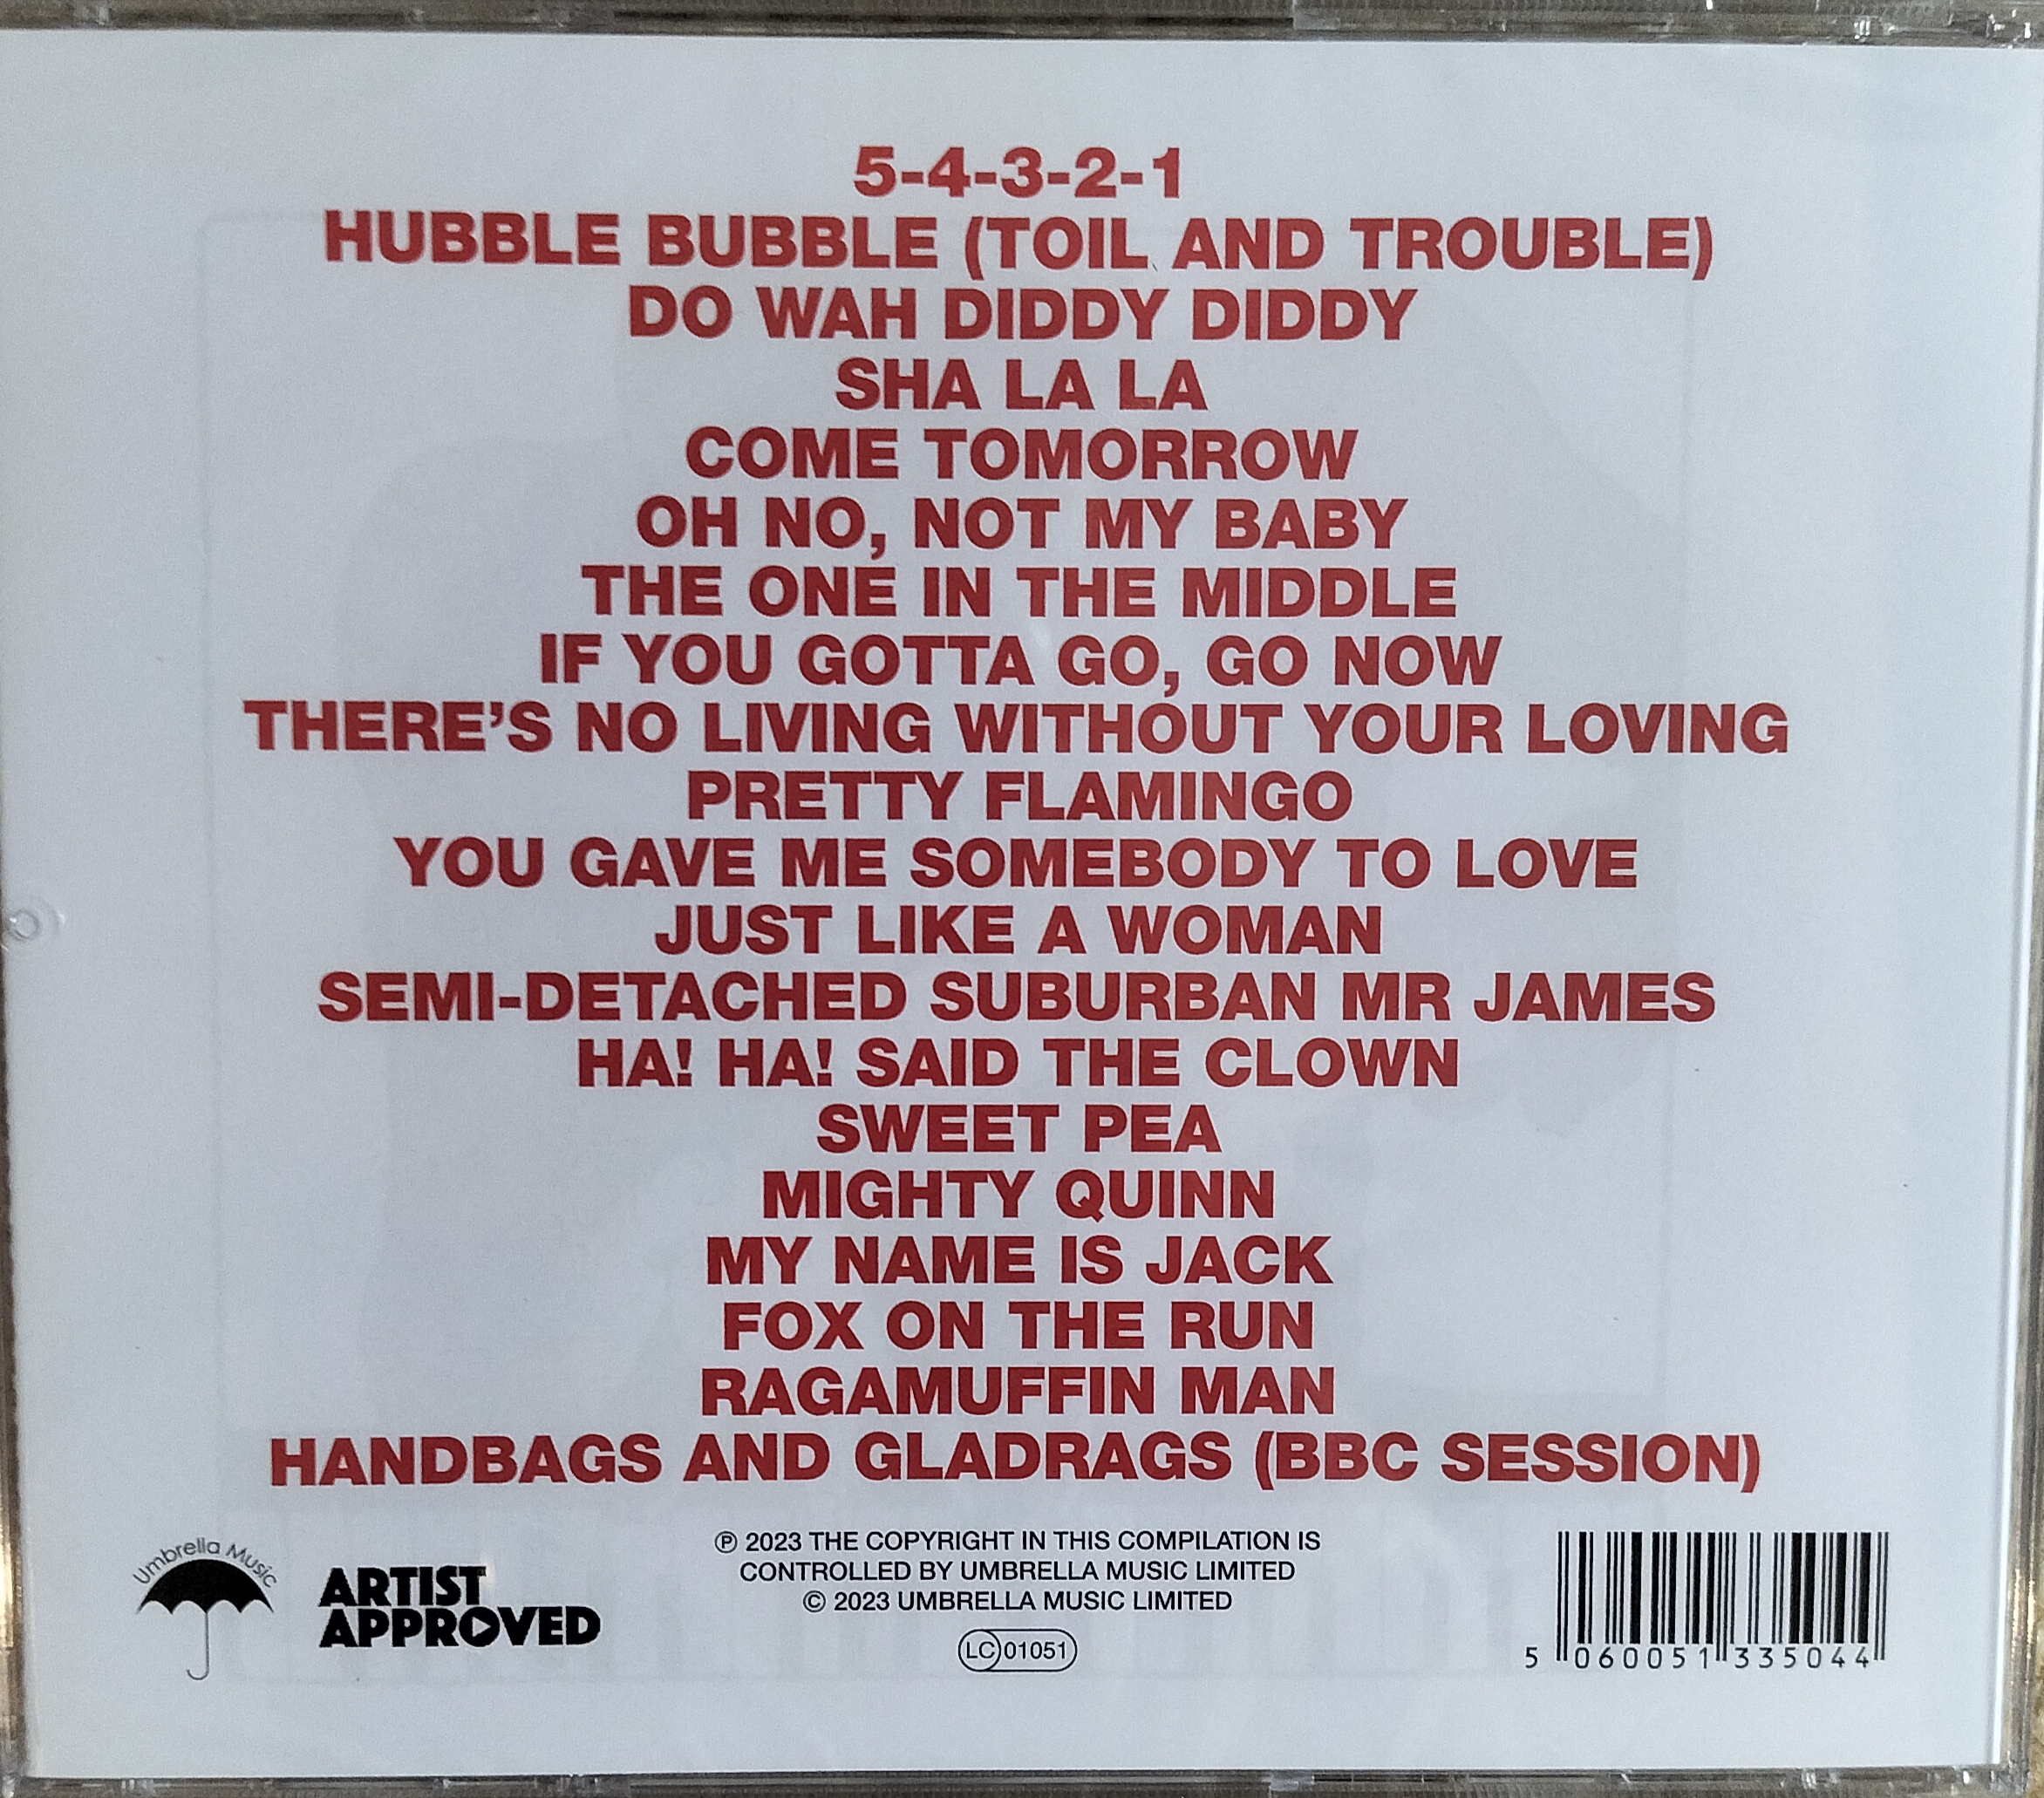 5-4-3-2-1
HUBBLE BUBBLE (TOIL AND TROUBLE)
DO WAH DIDDY DIDDY
SHA LA LA
COME TOMORROW
OH NO, NOT MY BABY
THE ONE IN THE MIDDLE
IF YOU GOTTA GO, GO NOW
THERE'S NO LIVING WITHOUT YOUR LOVING
PRETTY FLAMINGO
YOU GAVE ME SOMEBODY TO LOVE
JUST LIKE A WOMAN
SEMI-DETACHED SUBURBAN MR JAMES
HA! HA! SAID THE CLOWN
SWEET PEA
MIGHTY QUINN
MY NAME IS JACK
FOX ON THE RUN
RAGAMUFFIN MAN
HANDBAGS AND GLADRAGS (BBC SESSION)
Umbrella Music
ARTIST
APPROVED
℗ 2023 THE COPYRIGHT IN THIS COMPILATION IS
CONTROLLED BY UMBRELLA MUSIC LIMITED
© 2023 UMBRELLA MUSIC LIMITED
LC 01051
5 060051 335044